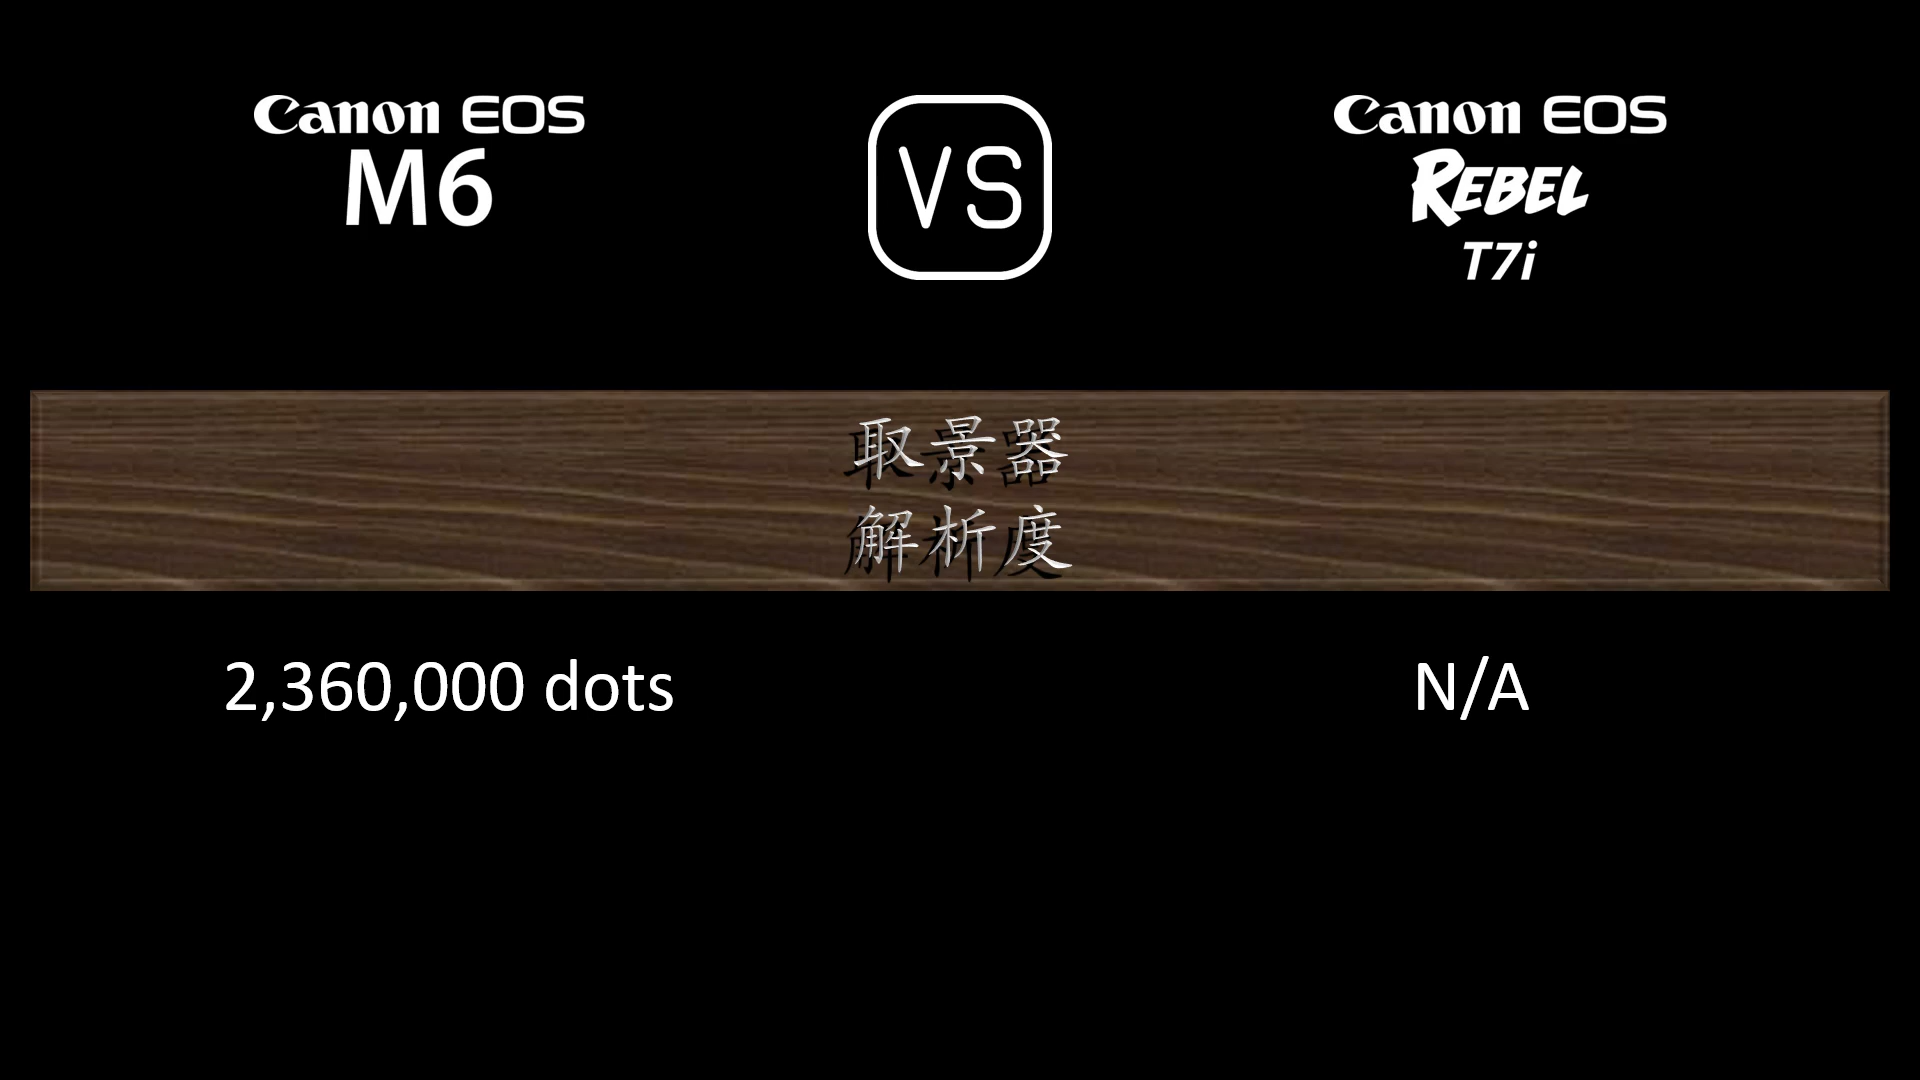 Canon EOS
M6
VS
Canon EOS
REBEL
T7i
取景器
解析度
2,360,000 dots
N/A